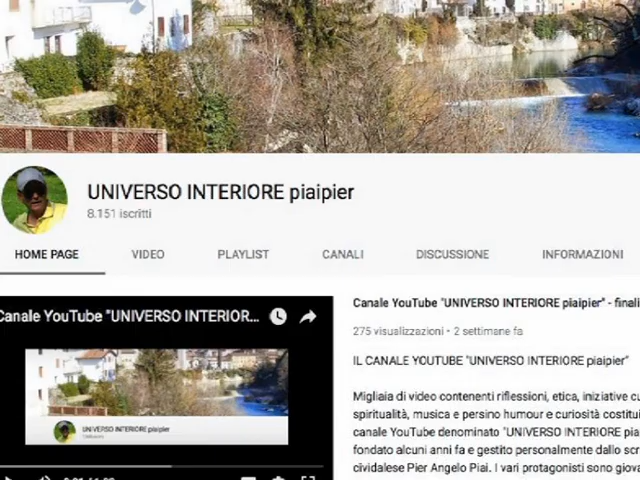 UNIVERSO INTERIORE piaipier
8.151 iscritti
HOME PAGE VIDEO PLAYLIST CANALI DISCUSSIONE INFORMAZIONI
Canale YouTube "UNIVERSO INTERIOR...
UNIVERSO INTERIORE piaipier
Canale YouTube "UNIVERSO INTERIORE piaipier" - finali
275 visualizzazioni • 2 settimane fa
IL CANALE YOUTUBE "UNIVERSO INTERIORE piaipier"
Migliaia di video contenenti riflessioni, etica, iniziative cu
spiritualità, musica e persino humour e curiosità costitui
canale YouTube denominato "UNIVERSO INTERIORE pia
fondato alcuni anni fa e gestito personalmente dallo scr
cividalese Pier Angelo Piai. I vari protagonisti sono giova